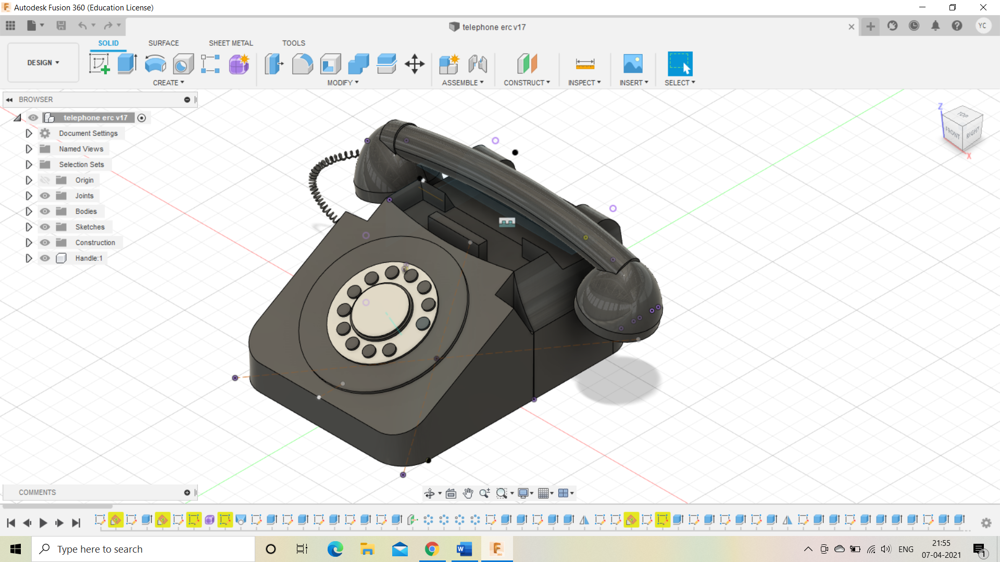 Autodesk Fusion 360 (Education License)
telephone erc v17
YC
SOLID SURFACE SHEET METAL TOOLS
DESIGN
CREATE MODIFY ASSEMBLE CONSTRUCT INSPECT INSERT SELECT
BROWSER
telephone erc v17
Document Settings
Named Views
Selection Sets
Origin
Joints
Bodies
Sketches
Construction
Handle:1
Z
TOP
FRONT RIGHT
X
COMMENTS
Type here to search
ENG
21:55
07-04-2021
1